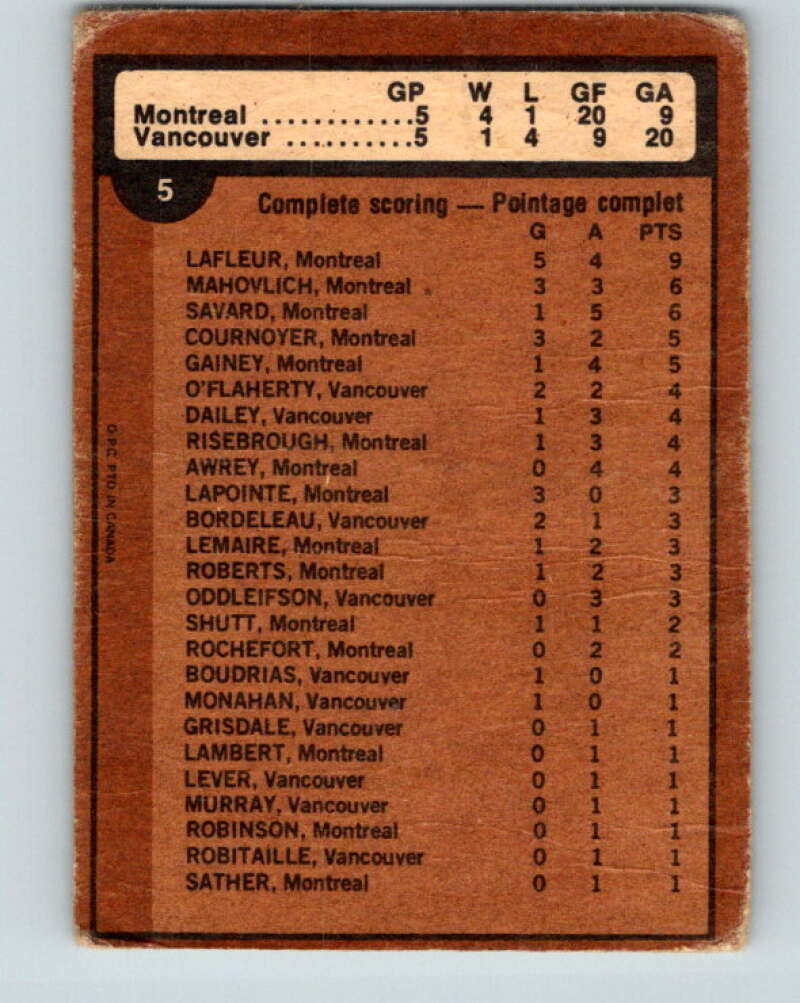 GP W L GF GA
Montreal ............5 4 1 20 9
Vancouver ..........5 1 4 9 20
5
Complete scoring — Pointage complet
G A PTS
LAFLEUR, Montreal 5 4 9
MAHOVLICH, Montreal 3 3 6
SAVARD, Montreal 1 5 6
COURNOYER, Montreal 3 2 5
GAINEY, Montreal 1 4 5
O'FLAHERTY, Vancouver 2 2 4
DAILEY, Vancouver 1 3 4
RISEBROUGH, Montreal 1 3 4
AWREY, Montreal 0 4 4
LAPOINTE, Montreal 3 0 3
BORDELEAU, Vancouver 2 1 3
LEMAIRE, Montreal 1 2 3
ROBERTS, Montreal 1 2 3
ODDLEIFSON, Vancouver 0 3 3
SHUTT, Montreal 1 1 2
ROCHEFORT, Montreal 0 2 2
BOUDRIAS, Vancouver 1 0 1
MONAHAN, Vancouver 1 0 1
GRISDALE, Vancouver 0 1 1
LAMBERT, Montreal 0 1 1
LEVER, Vancouver 0 1 1
MURRAY, Vancouver 0 1 1
ROBINSON, Montreal 0 1 1
ROBITAILLE, Vancouver 0 1 1
SATHER, Montreal 0 1 1
O.P.C. PTD. IN CANADA